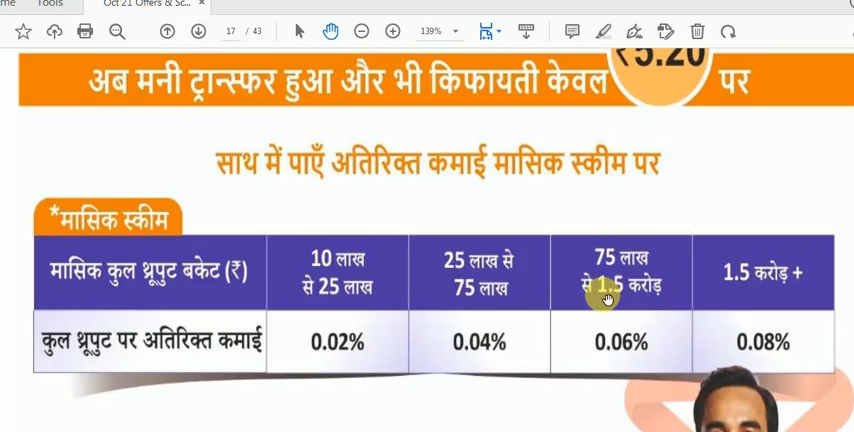 Tools
Oct'21 Offers & Sc... ×
17 / 43
139%
₹5.20
अब मनी ट्रान्स्फर हुआ और भी किफायती केवल पर
साथ में पाएँ अतिरिक्त कमाई मासिक स्कीम पर
*मासिक स्कीम
मासिक कुल थ्रूपुट बकेट (₹)
10 लाख
से 25 लाख
25 लाख से
75 लाख
75 लाख
से 1.5 करोड़
1.5 करोड़ +
कुल थ्रूपुट पर अतिरिक्त कमाई
0.02%
0.04%
0.06%
0.08%